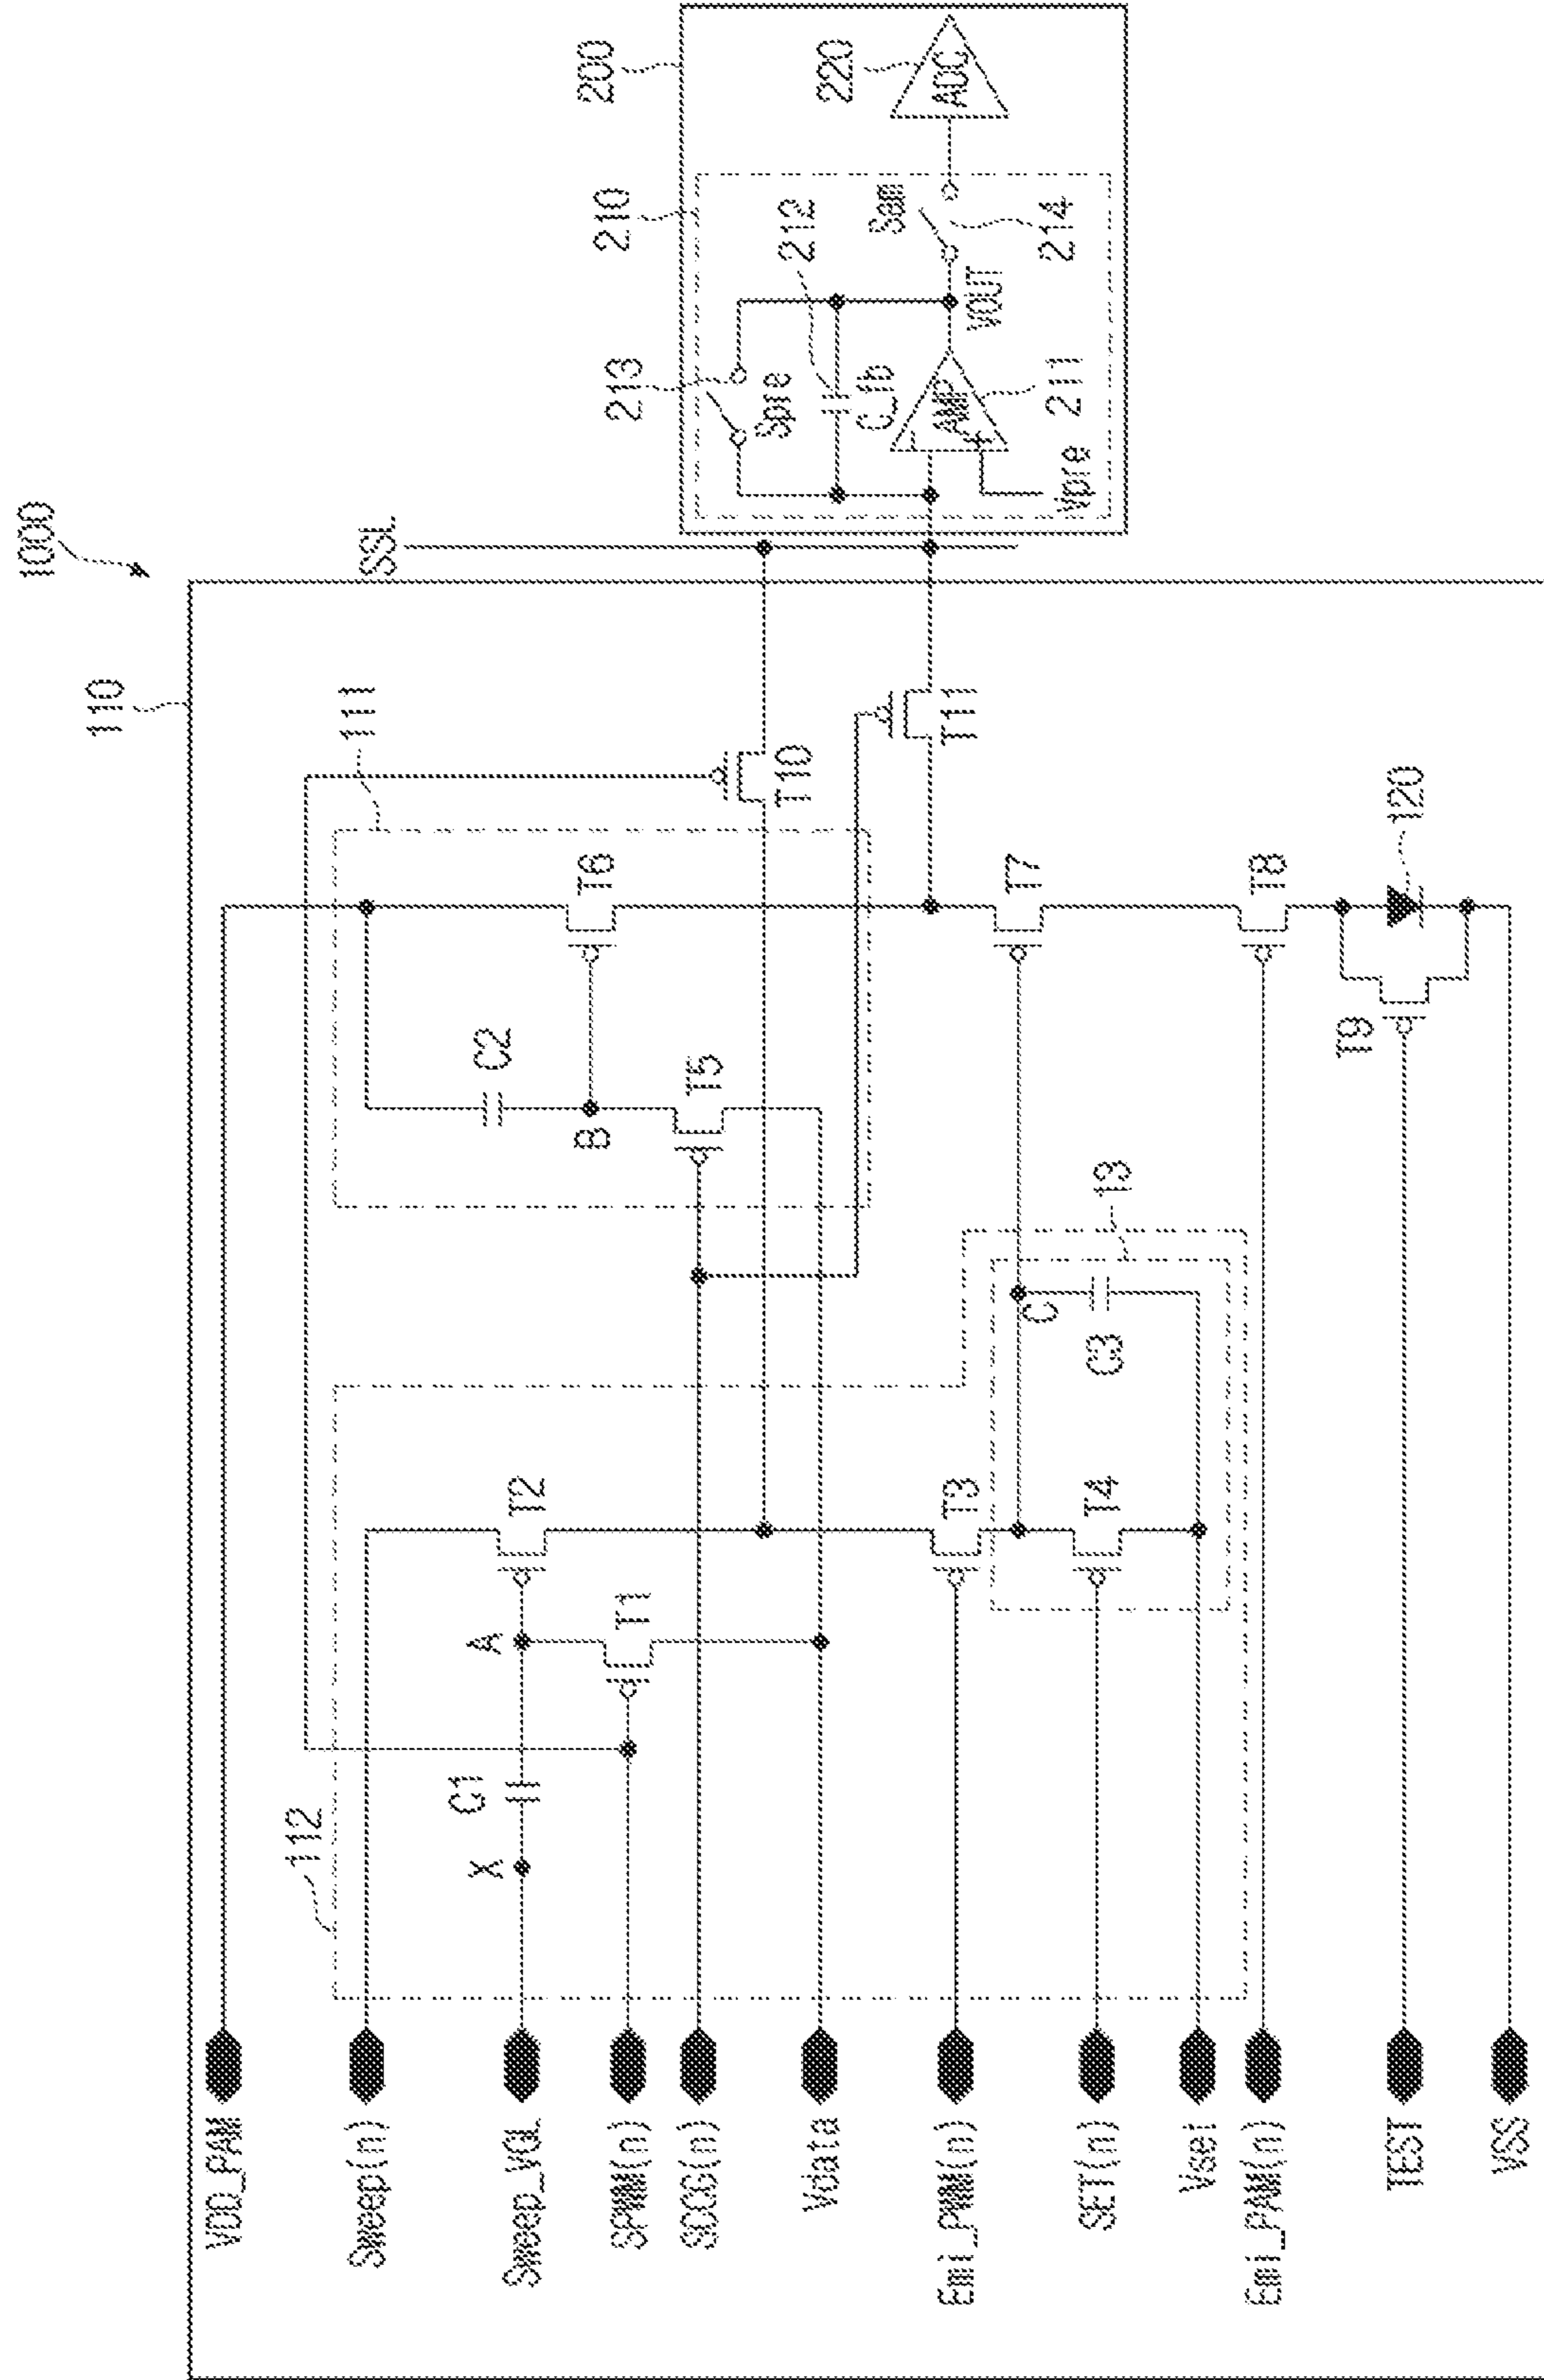 1000
110
200
SSL
210
220
ADC
213
Spre
212
C_fb
Sam
214
VOUT
AMP
-
+
211
Vpre
111
T10
T11
T6
C2
B
T5
T7
T8
120
T9
13
C
C3
112
T2
A
T1
C1
X
T3
T4
VDD_PAM
Sweep(n)
Sweep_VGL
SPWM(n)
SCCG(n)
Vdata
Emi_PWM(n)
SET(n)
Vset
Emi_PAM(n)
TEST
VSS